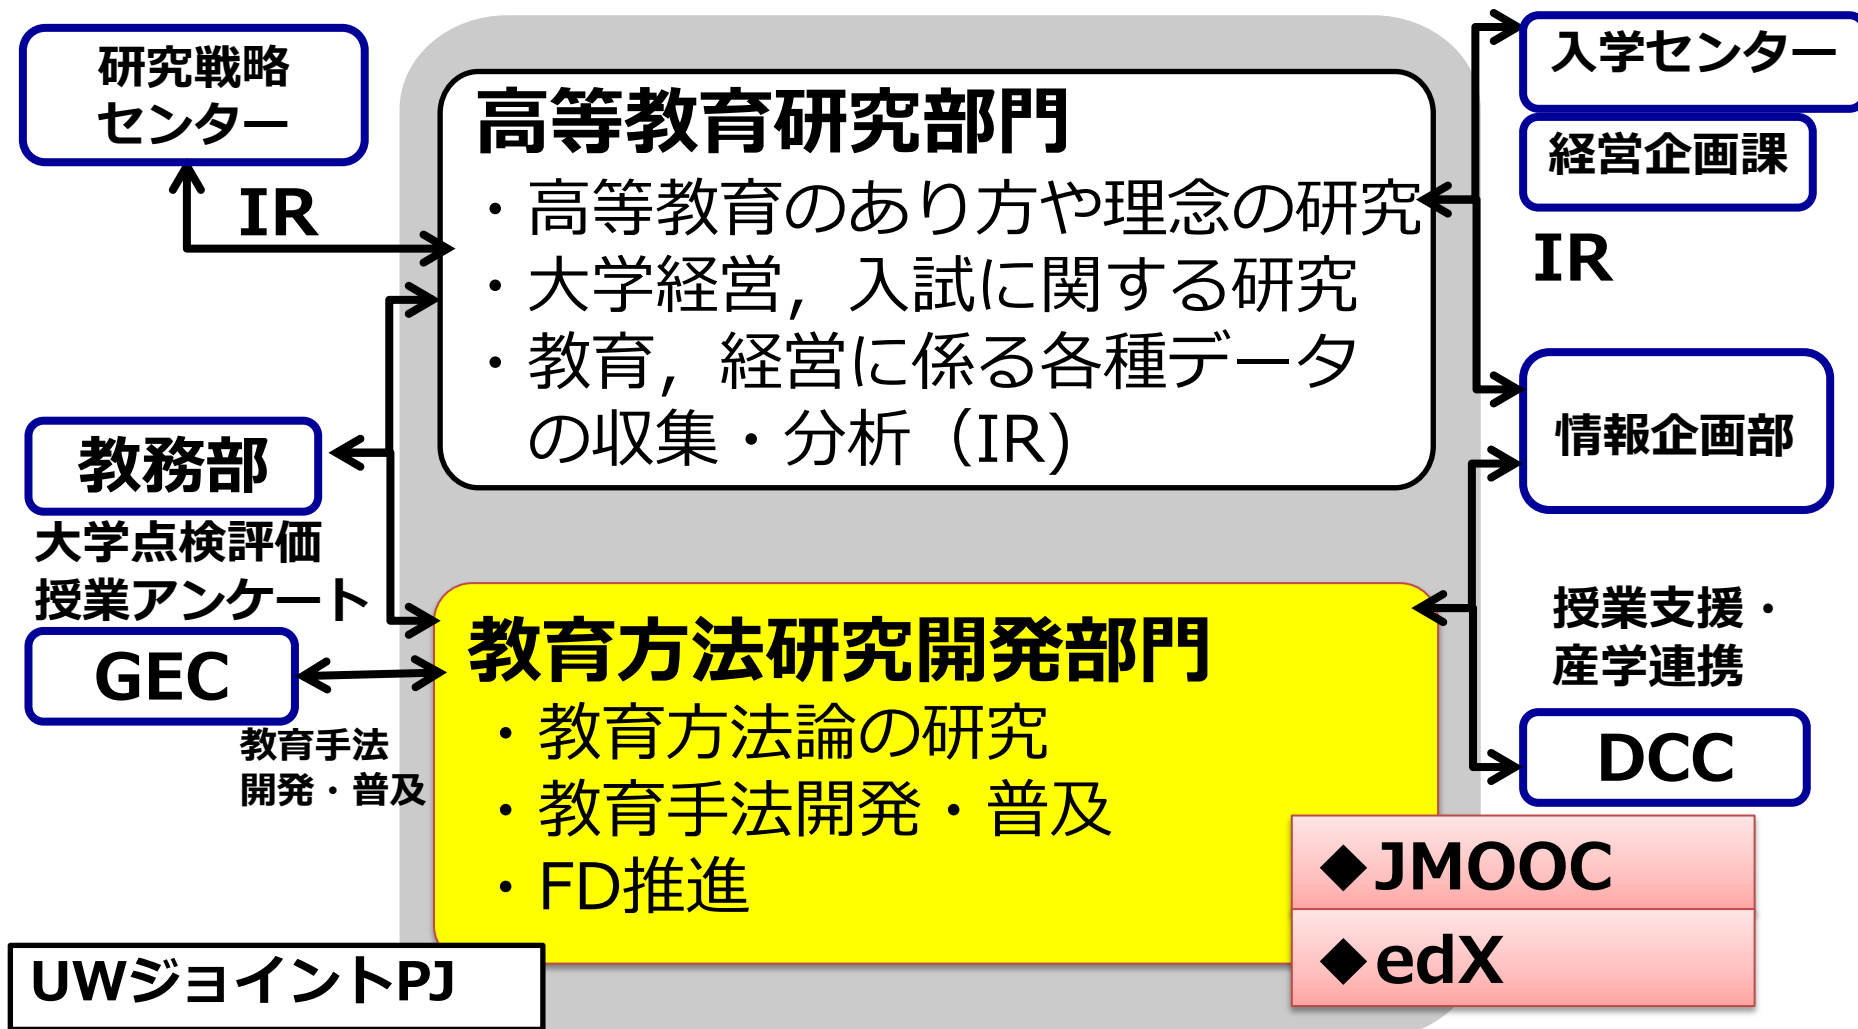 研究戦略
センター
IR
高等教育研究部門
・高等教育のあり方や理念の研究
・大学経営，入試に関する研究
・教育，経営に係る各種データ
の収集・分析（IR)
入学センター
経営企画課
IR
情報企画部
教務部
大学点検評価
授業アンケート
GEC
教育手法
開発・普及
教育方法研究開発部門
・教育方法論の研究
・教育手法開発・普及
・FD推進
授業支援・
産学連携
DCC
◆JMOOC
◆edX
UWジョイントPJ